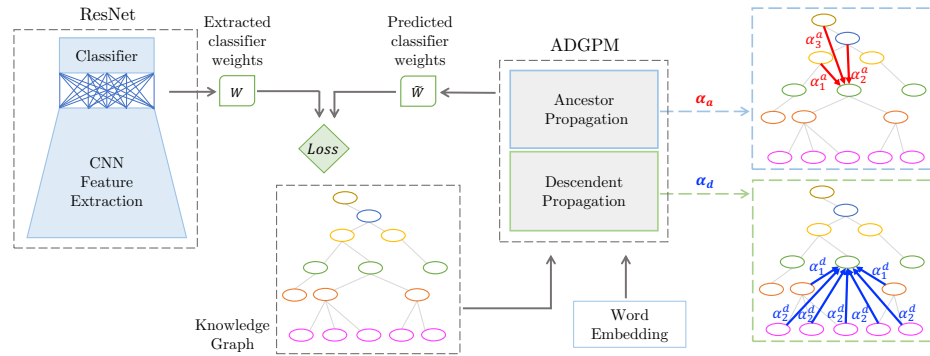 ResNet
Classifier
CNN
Feature
Extraction
Extracted
classifier
weights
W
Predicted
classifier
weights
W̃
Loss
ADGPM
Ancestor
Propagation
Descendent
Propagation
α_a
α_d
Knowledge
Graph
Word
Embedding
α_3^a
α_1^a
α_2^a
α_1^d
α_1^d
α_2^d
α_2^d
α_2^d
α_2^d
α_2^d